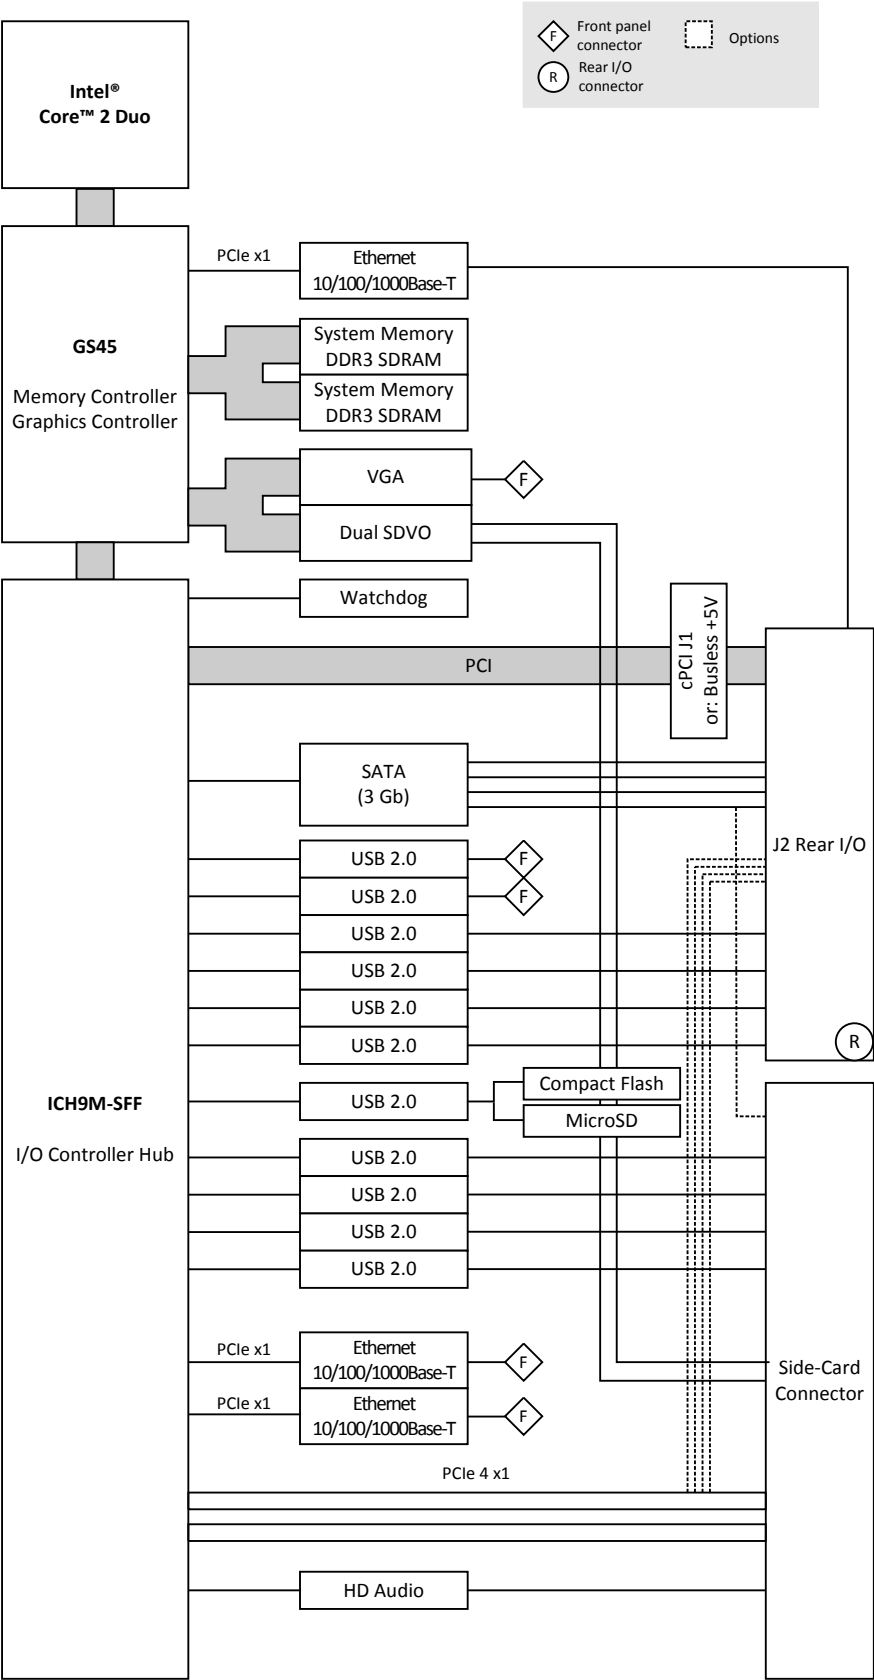 F
Front panel
connector
Options
R
Rear I/O
connector
Intel®
Core™ 2 Duo
GS45
Memory Controller
Graphics Controller
PCIe x1
Ethernet
10/100/1000Base-T
System Memory
DDR3 SDRAM
System Memory
DDR3 SDRAM
VGA
F
Dual SDVO
Watchdog
PCI
cPCI J1
or: Busless +5V
SATA
(3 Gb)
J2 Rear I/O
USB 2.0
F
USB 2.0
F
USB 2.0
USB 2.0
USB 2.0
USB 2.0
R
ICH9M-SFF
I/O Controller Hub
USB 2.0
Compact Flash
MicroSD
USB 2.0
USB 2.0
USB 2.0
USB 2.0
PCIe x1
Ethernet
10/100/1000Base-T
F
PCIe x1
Ethernet
10/100/1000Base-T
F
Side-Card
Connector
PCIe 4 x1
HD Audio